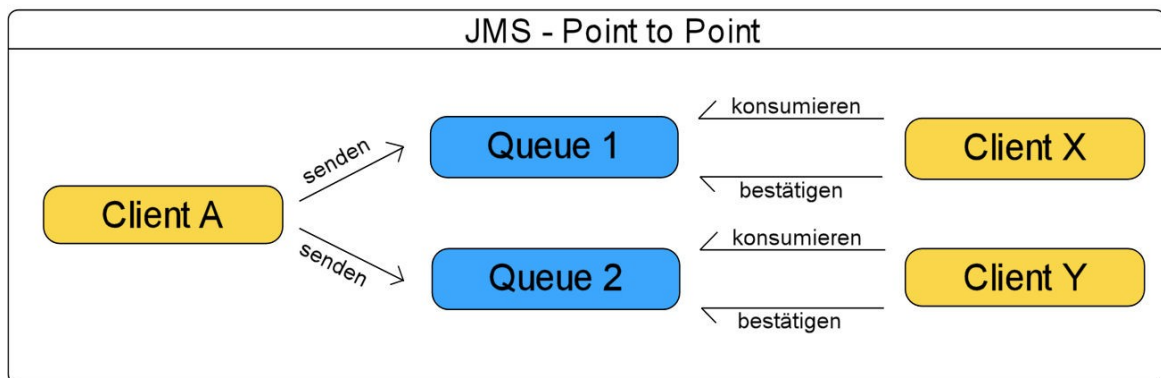 JMS - Point to Point
Client A
senden
senden
Queue 1
konsumieren
bestätigen
Client X
Queue 2
konsumieren
bestätigen
Client Y